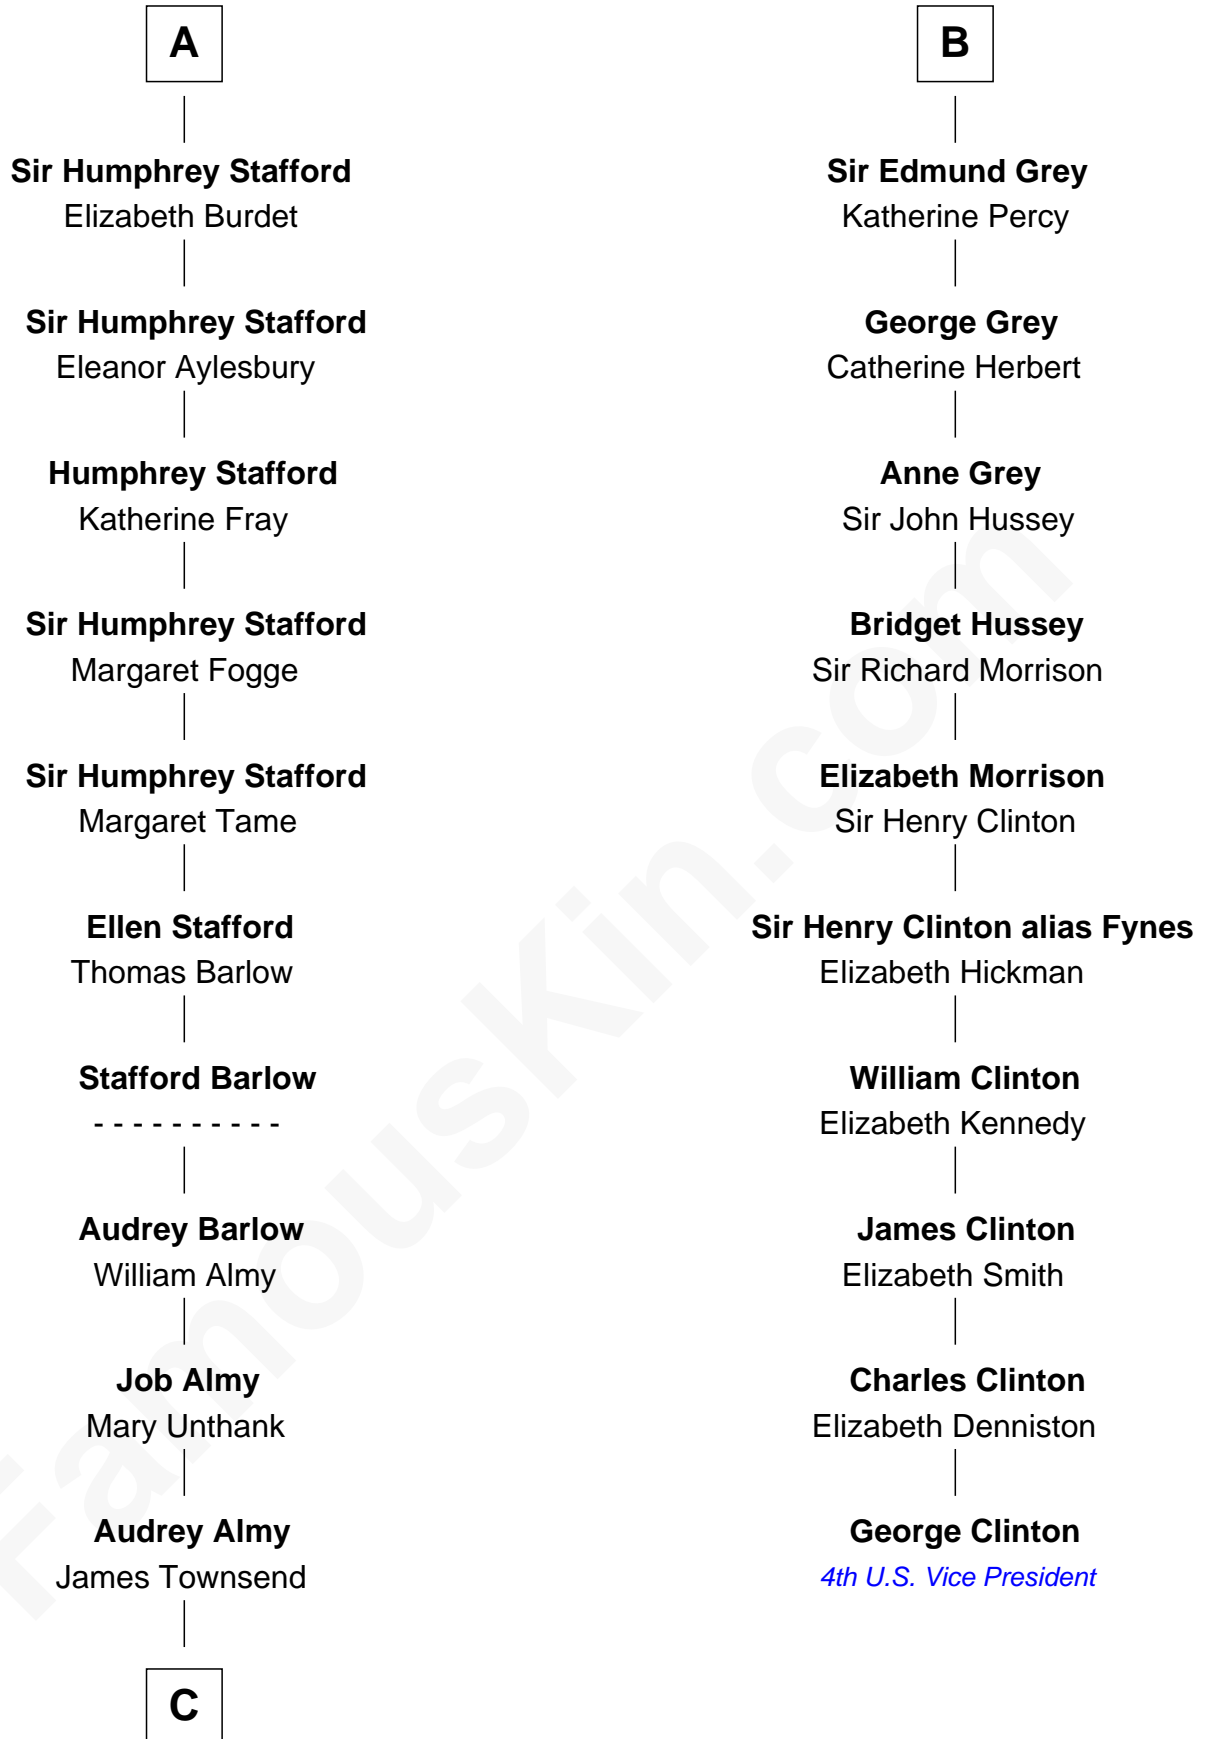 A
Sir Humphrey Stafford
Elizabeth Burdet
Sir Humphrey Stafford
Eleanor Aylesbury
Humphrey Stafford
Katherine Fray
Sir Humphrey Stafford
Margaret Fogge
Sir Humphrey Stafford
Margaret Tame
Ellen Stafford
Thomas Barlow
Stafford Barlow
- - - - - - - - - -
Audrey Barlow
William Almy
Job Almy
Mary Unthank
Audrey Almy
James Townsend
C
B
Sir Edmund Grey
Katherine Percy
George Grey
Catherine Herbert
Anne Grey
Sir John Hussey
Bridget Hussey
Sir Richard Morrison
Elizabeth Morrison
Sir Henry Clinton
Sir Henry Clinton alias Fynes
Elizabeth Hickman
William Clinton
Elizabeth Kennedy
James Clinton
Elizabeth Smith
Charles Clinton
Elizabeth Denniston
George Clinton
4th U.S. Vice President
FamousKin.com